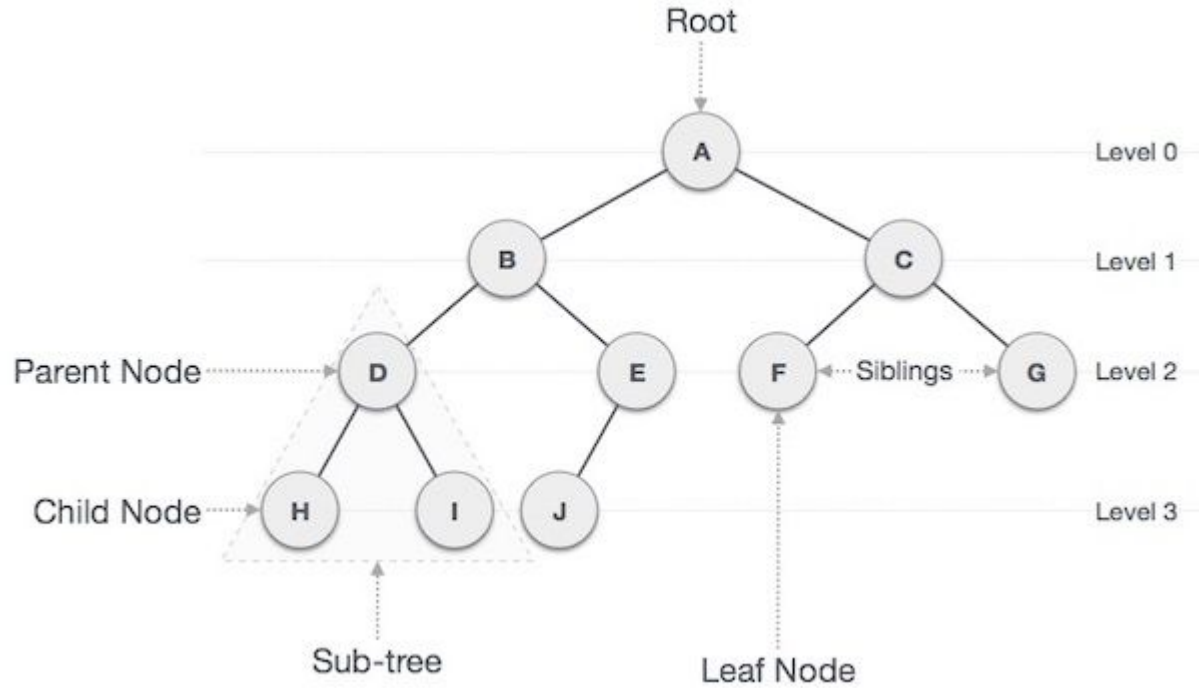 Root
A
Level 0
B
C
Level 1
Parent Node
D
E
F
Siblings
G
Level 2
Child Node
H
I
J
Level 3
Sub-tree
Leaf Node